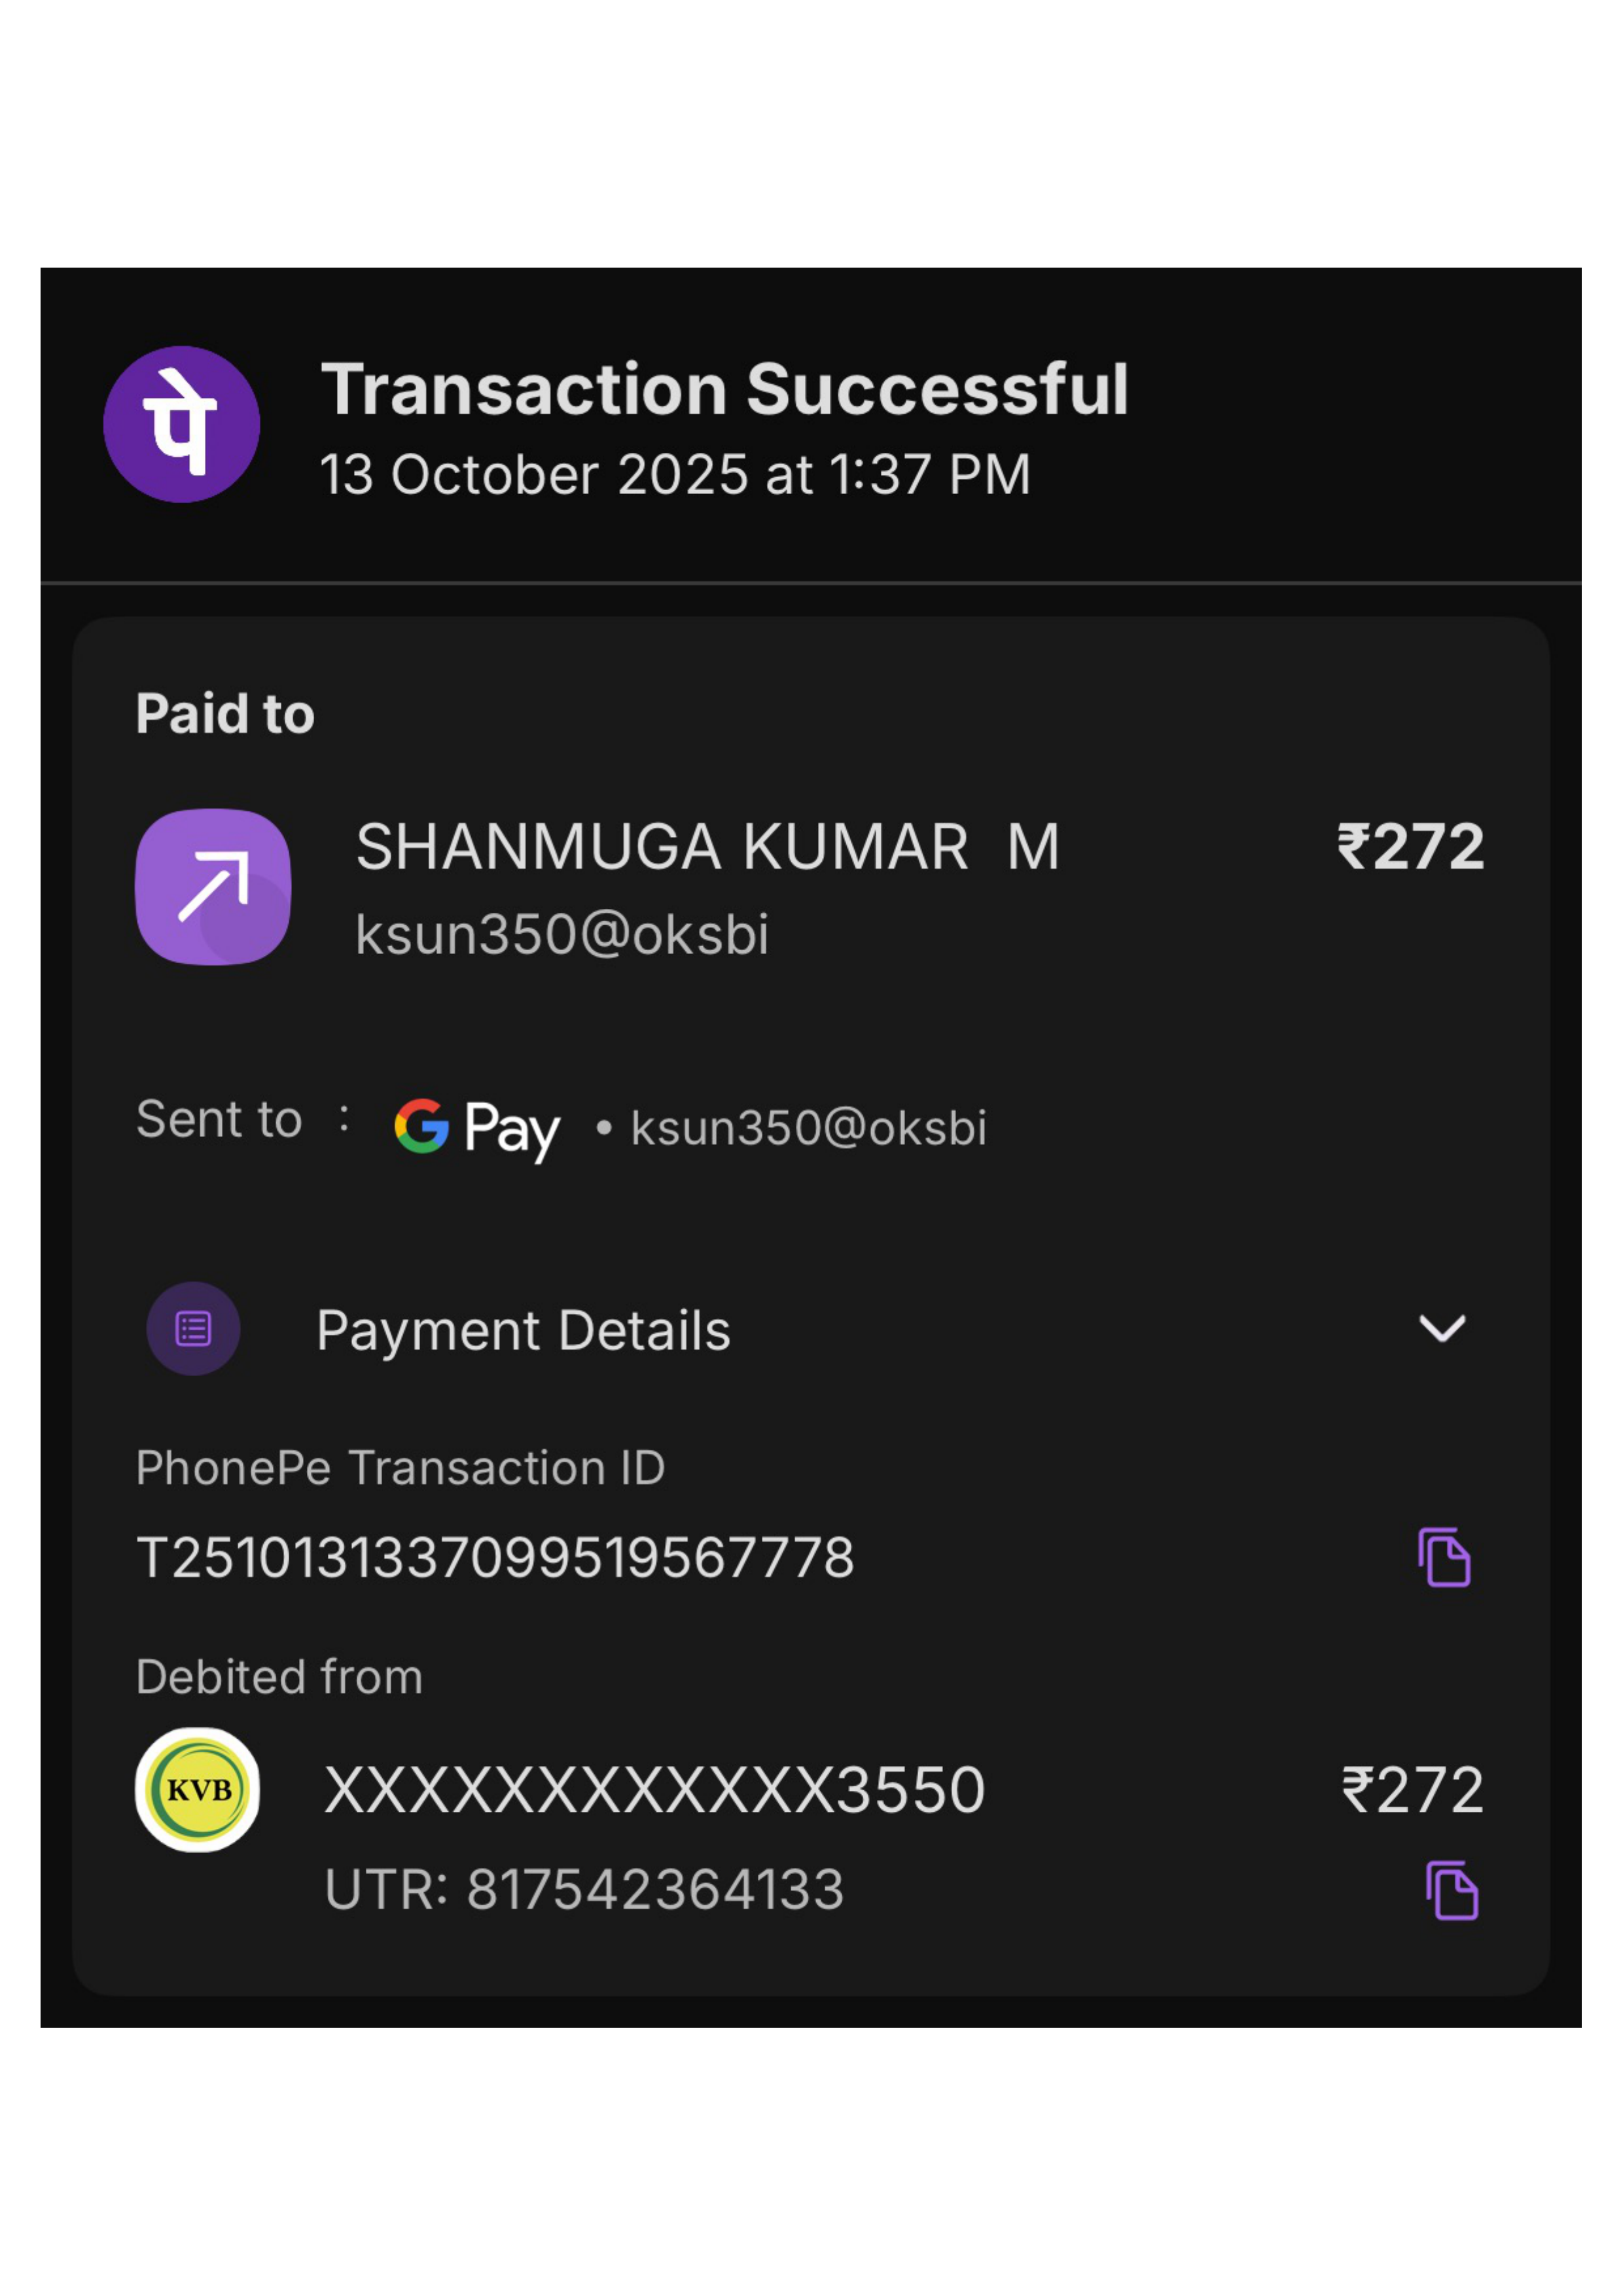 पे
Transaction Successful
13 October 2025 at 1:37 PM
Paid to
SHANMUGA KUMAR M
₹272
ksun350@oksbi
Sent to : G Pay • ksun350@oksbi
Payment Details
PhonePe Transaction ID
T2510131337099519567778
Debited from
KVB
XXXXXXXXXXXX3550
₹272
UTR: 817542364133